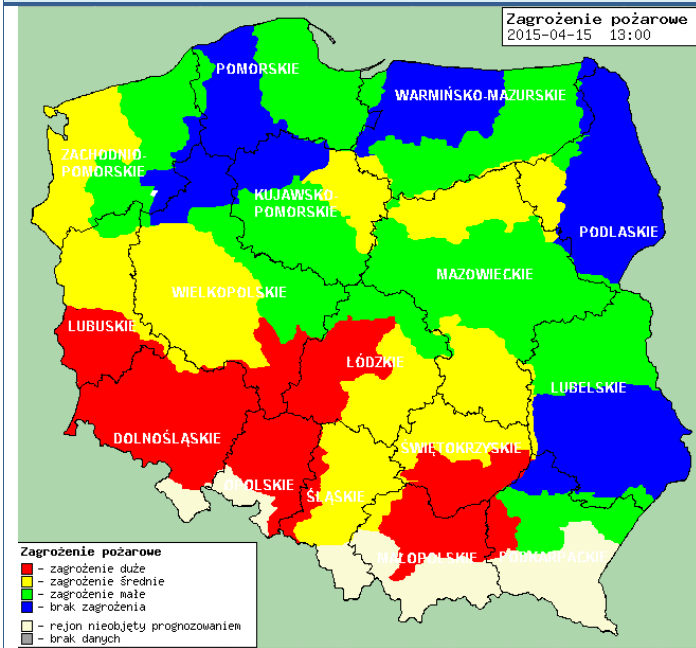 Zagrożenie pożarowe
2015-04-15 13:00
POMORSKIE
WARMIŃSKO-MAZURSKIE
ZACHODNIO-
POMORSKIE
KUJAWSKO-
POMORSKIE
PODLASKIE
MAZOWIECKIE
WIELKOPOLSKIE
LUBUSKIE
ŁÓDZKIE
LUBELSKIE
DOLNOŚLĄSKIE
ŚWIĘTOKRZYSKIE
OPOLSKIE
ŚLĄSKIE
MAŁOPOLSKIE
PODKARPACKIE
Zagrożenie pożarowe
- zagrożenie duże
- zagrożenie średnie
- zagrożenie małe
- brak zagrożenia
- rejon nieobjęty prognozowaniem
- brak danych